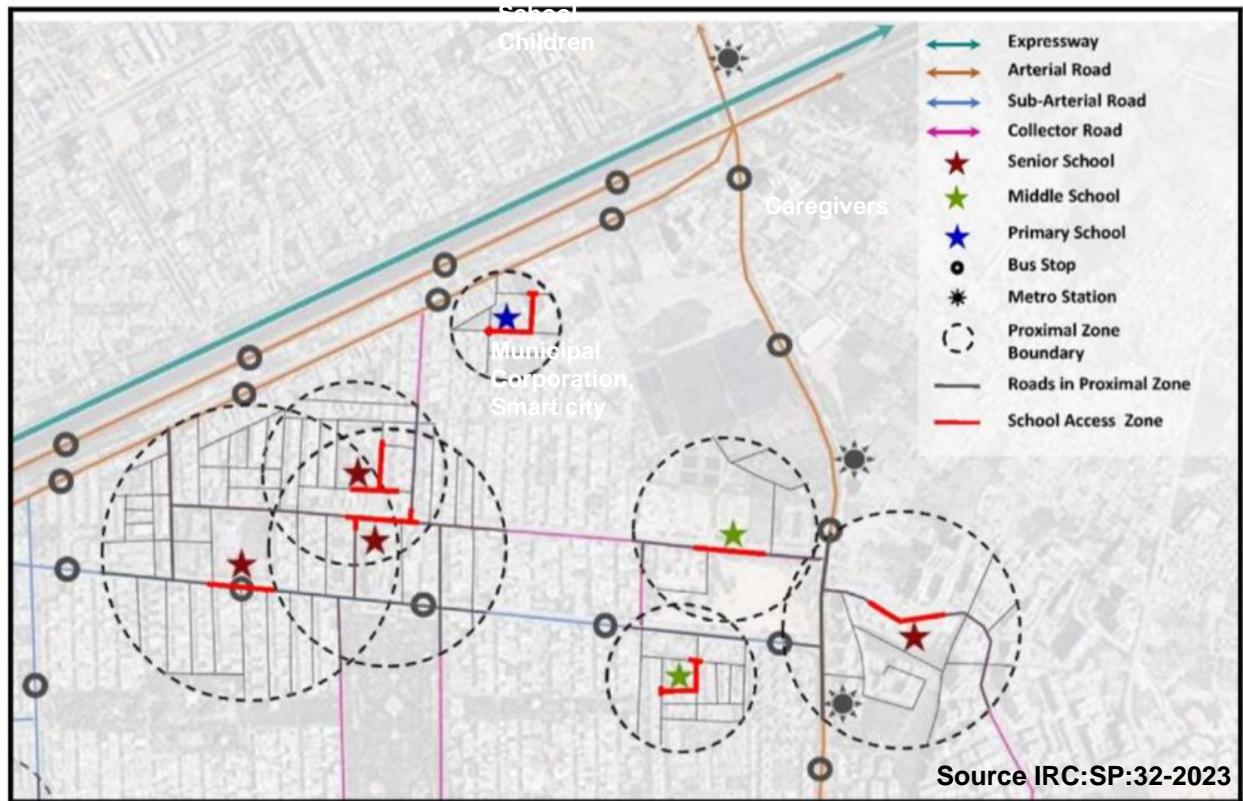 School
Children
Expressway
Arterial Road
Sub-Arterial Road
Collector Road
Senior School
Middle School
Primary School
Bus Stop
Metro Station
Proximal Zone
Boundary
Roads in Proximal Zone
School Access Zone
Caregivers
Municipal
Corporation,
Smart city
Source IRC:SP:32-2023